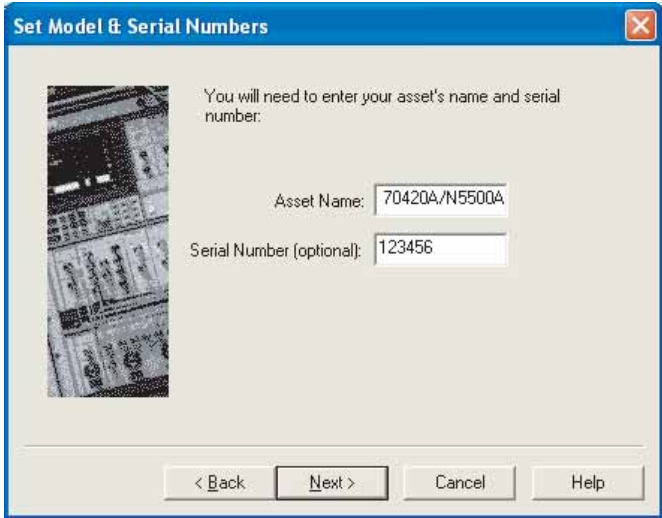 Set Model & Serial Numbers
You will need to enter your asset's name and serial
number:
Asset Name: 70420A/N5500A
Serial Number (optional): 123456
< Back Next > Cancel Help